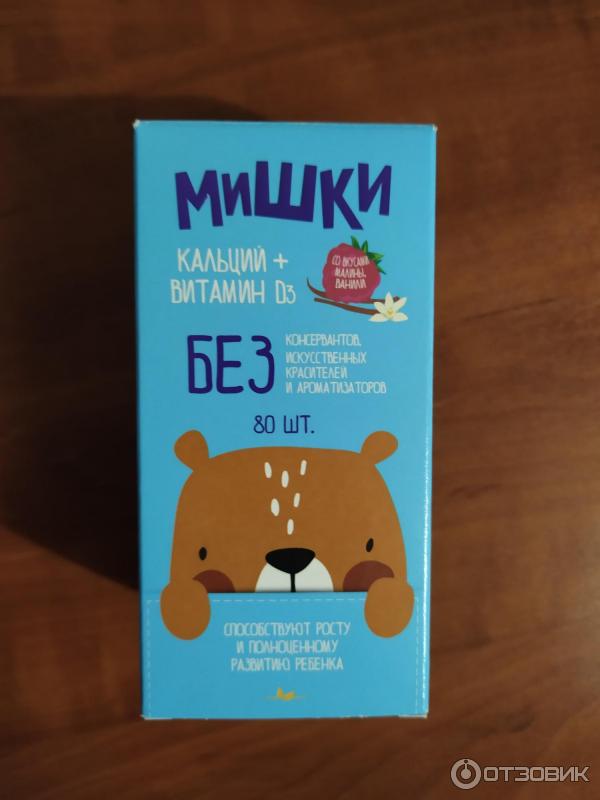 МИШКИ
КАЛЬЦИЙ +
ВИТАМИН D3
СО ВКУСАМИ
МАЛИНЫ,
ВАНИЛИ
БЕЗ
КОНСЕРВАНТОВ,
ИСКУССТВЕННЫХ
КРАСИТЕЛЕЙ
И АРОМАТИЗАТОРОВ
80 ШТ.
СПОСОБСТВУЮТ РОСТУ
И ПОЛНОЦЕННОМУ
РАЗВИТИЮ РЕБЕНКА
ОТЗОВИК